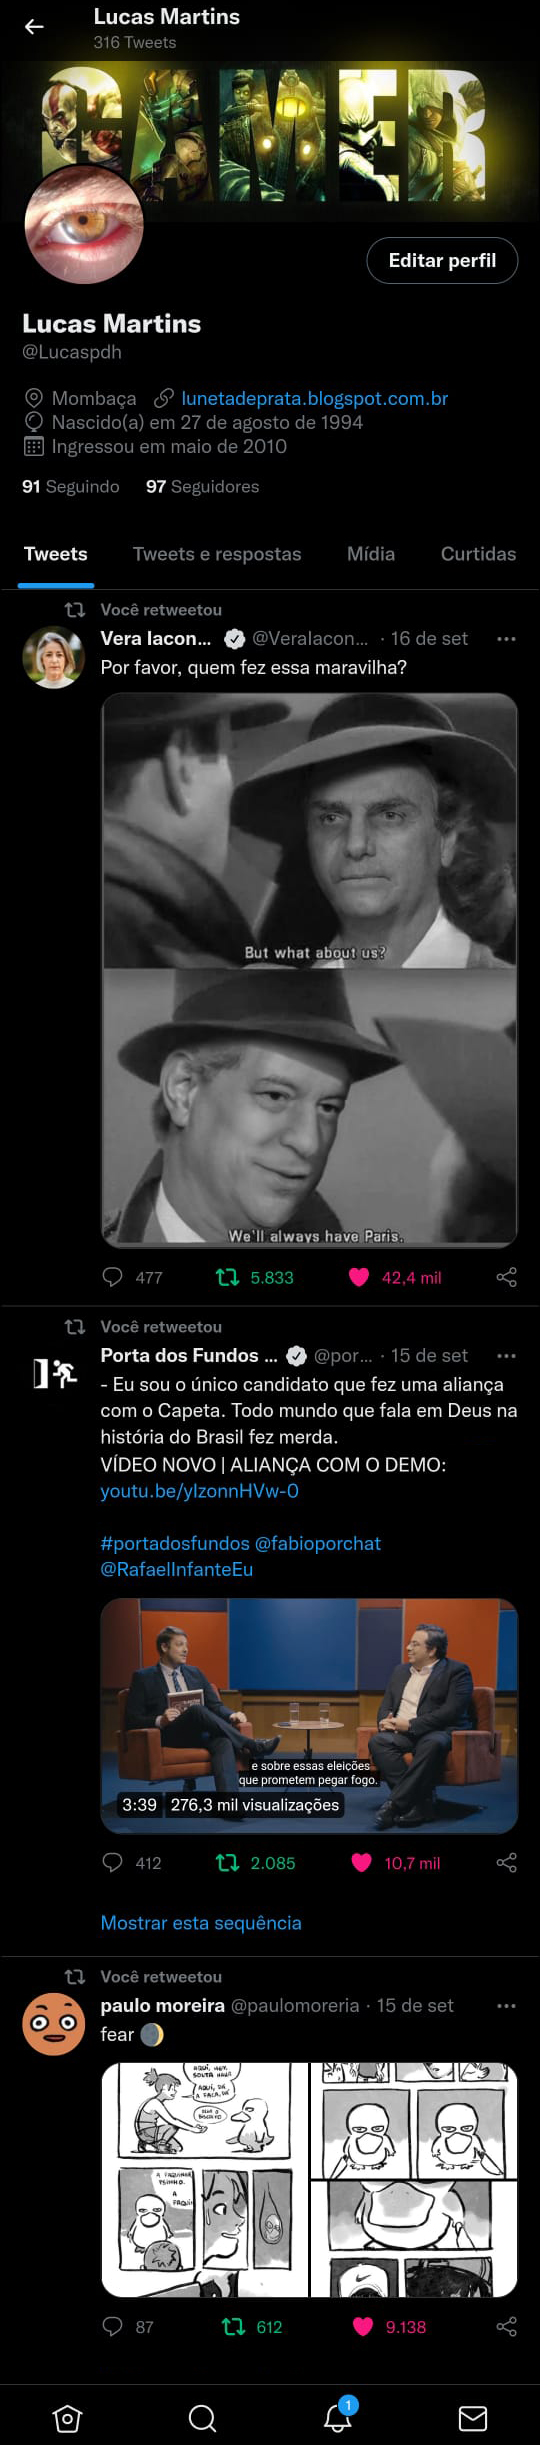 Lucas Martins
316 Tweets
GAMER
Editar perfil
Lucas Martins
@Lucaspdh
Mombaça lunetadeprata.blogspot.com.br
Nascido(a) em 27 de agosto de 1994
Ingressou em maio de 2010
91 Seguindo 97 Seguidores
Tweets Tweets e respostas Mídia Curtidas
Você retweetou
Vera Iacon... @VeraIacon... · 16 de set
Por favor, quem fez essa maravilha?
But what about us?
We'll always have Paris.
477 5.833 42,4 mil
Você retweetou
Porta dos Fundos ... @por... · 15 de set
- Eu sou o único candidato que fez uma aliança
com o Capeta. Todo mundo que fala em Deus na
história do Brasil fez merda.
VÍDEO NOVO | ALIANÇA COM O DEMO:
youtu.be/yIzonnHVw-0
#portadosfundos @fabioporchat
@RafaelInfanteEu
e sobre essas eleições
que prometem pegar fogo.
3:39 276,3 mil visualizações
412 2.085 10,7 mil
Mostrar esta sequência
Você retweetou
paulo moreira @paulomoreria · 15 de set
fear
AQUI, HEY,
SOLTA
AQUI, DÁ
A FACA, DÁ
A FAQUINHA
A
FAQUI
87 612 9.138
1